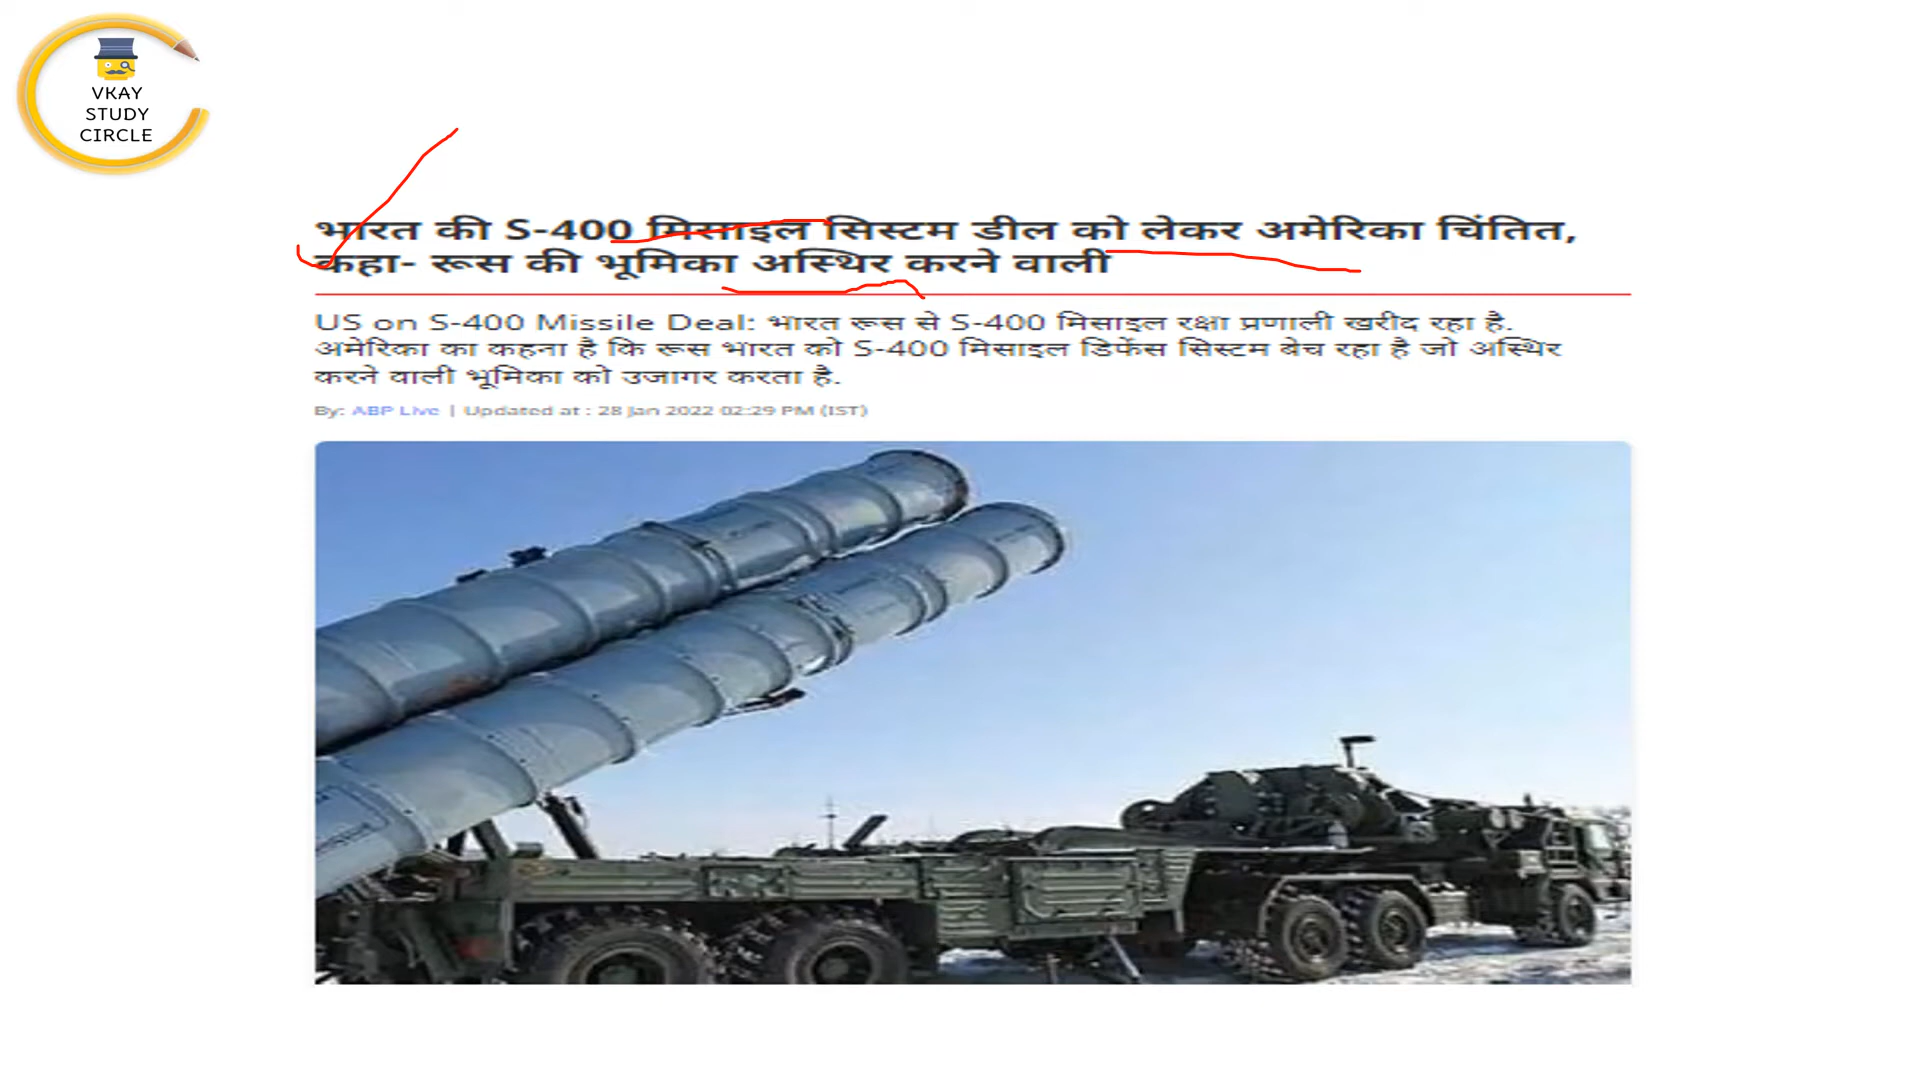 VKAY
STUDY
CIRCLE
भारत की S-400 मिसाइल सिस्टम डील को लेकर अमेरिका चिंतित,
कहा- रूस की भूमिका अस्थिर करने वाली
US on S-400 Missile Deal: भारत रूस से S-400 मिसाइल रक्षा प्रणाली खरीद रहा है.
अमेरिका का कहना है कि रूस भारत को S-400 मिसाइल डिफेंस सिस्टम बेच रहा है जो अस्थिर
करने वाली भूमिका को उजागर करता है.
By: ABP Live | Updated at : 28 Jan 2022 02:29 PM (IST)